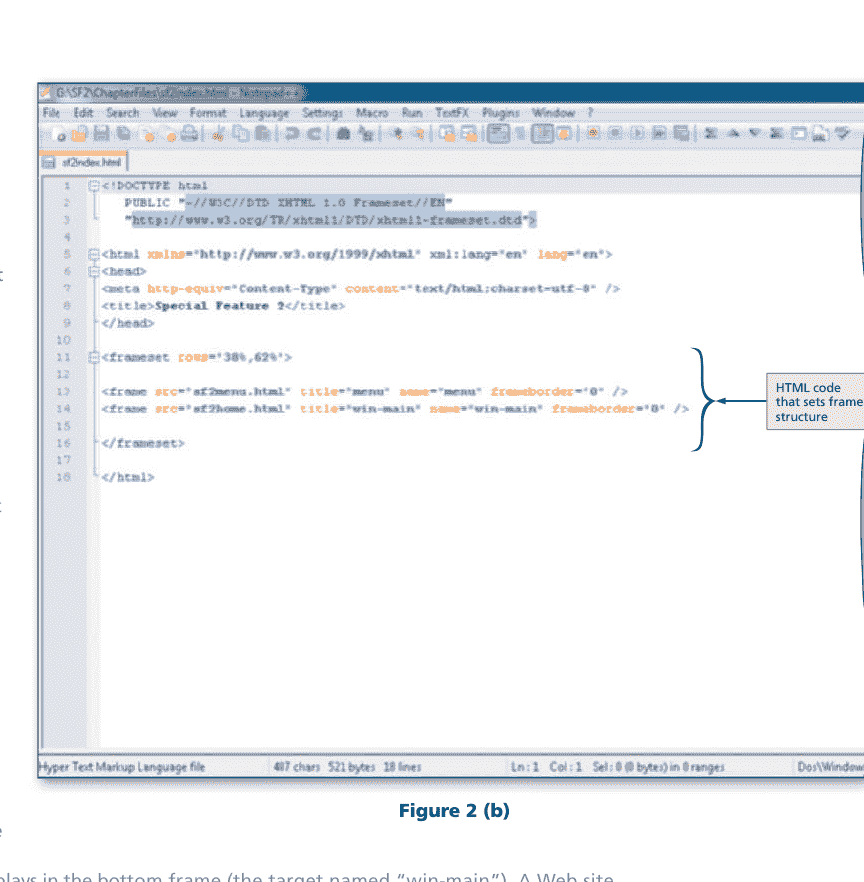 G:\SF2\ChapterFiles\sf2index.html - Notepad++
File Edit Search View Format Language Settings Macro Run TextFX Plugins Window ?
sf2index.html
1 <!DOCTYPE html
2 PUBLIC "-//W3C//DTD XHTML 1.0 Frameset//EN"
3 "http://www.w3.org/TR/xhtml1/DTD/xhtml1-frameset.dtd">
4
5 <html xmlns="http://www.w3.org/1999/xhtml" xml:lang="en" lang="en">
6 <head>
7 <meta http-equiv="Content-Type" content="text/html;charset=utf-8" />
8 <title>Special Feature 2</title>
9 </head>
10
11 <frameset rows="38%,62%">
12
13 <frame src="sf2menu.html" title="menu" name="menu" frameborder="0" />
14 <frame src="sf2home.html" title="win-main" name="win-main" frameborder="0" />
15
16 </frameset>
17
18 </html>
HTML code
that sets frame
structure
Hyper Text Markup Language file 487 chars 521 bytes 18 lines Ln : 1 Col : 1 Sel : 0 (0 bytes) in 0 ranges Dos\Window
Figure 2 (b)
plays in the bottom frame (the target named “win-main”). A Web site